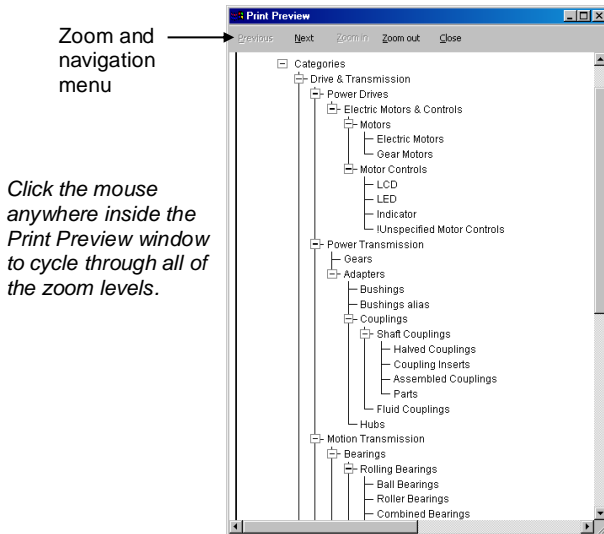 Print Preview
Zoom and
navigation
menu
Previous Next Zoom in Zoom out Close
Click the mouse
anywhere inside the
Print Preview window
to cycle through all of
the zoom levels.
Categories
Drive & Transmission
Power Drives
Electric Motors & Controls
Motors
Electric Motors
Gear Motors
Motor Controls
LCD
LED
Indicator
!Unspecified Motor Controls
Power Transmission
Gears
Adapters
Bushings
Bushings alias
Couplings
Shaft Couplings
Halved Couplings
Coupling Inserts
Assembled Couplings
Parts
Fluid Couplings
Hubs
Motion Transmission
Bearings
Rolling Bearings
Ball Bearings
Roller Bearings
Combined Bearings